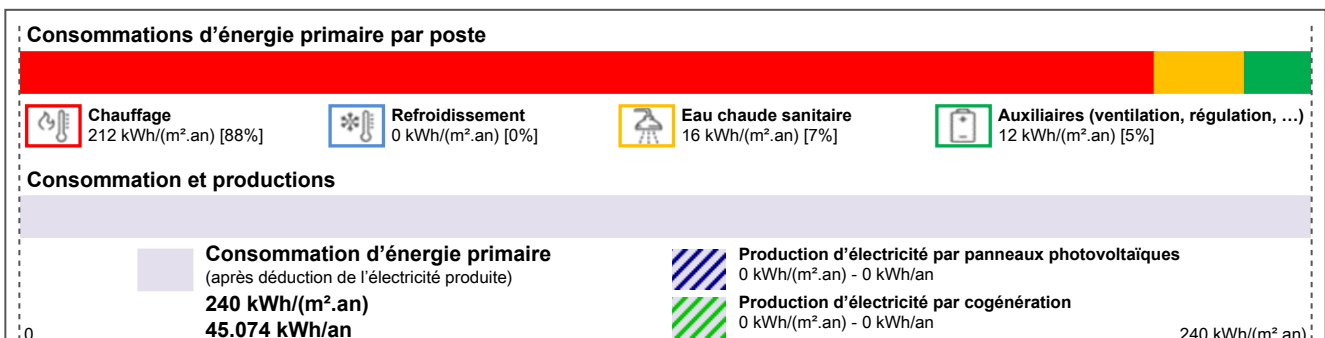 Consommations d'énergie primaire par poste
Chauffage
212 kWh/(m².an) [88%]
Refroidissement
0 kWh/(m².an) [0%]
Eau chaude sanitaire
16 kWh/(m².an) [7%]
Auxiliaires (ventilation, régulation, …)
12 kWh/(m².an) [5%]
Consommation et productions
Consommation d'énergie primaire
(après déduction de l'électricité produite)
240 kWh/(m².an)
45.074 kWh/an
Production d'électricité par panneaux photovoltaïques
0 kWh/(m².an) - 0 kWh/an
Production d'électricité par cogénération
0 kWh/(m².an) - 0 kWh/an
0
240 kWh/(m².an)